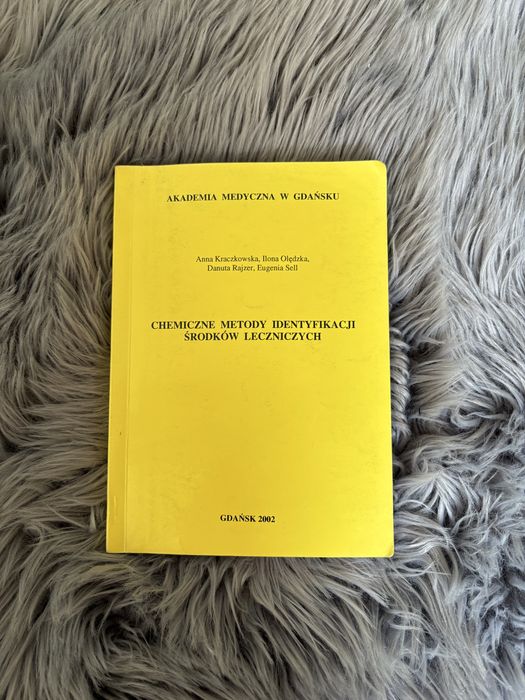 AKADEMIA MEDYCZNA W GDAŃSKU
Anna Kraczkowska, Ilona Olędzka,
Danuta Rajzer, Eugenia Sell
CHEMICZNE METODY IDENTYFIKACJI
ŚRODKÓW LECZNICZYCH
GDAŃSK 2002